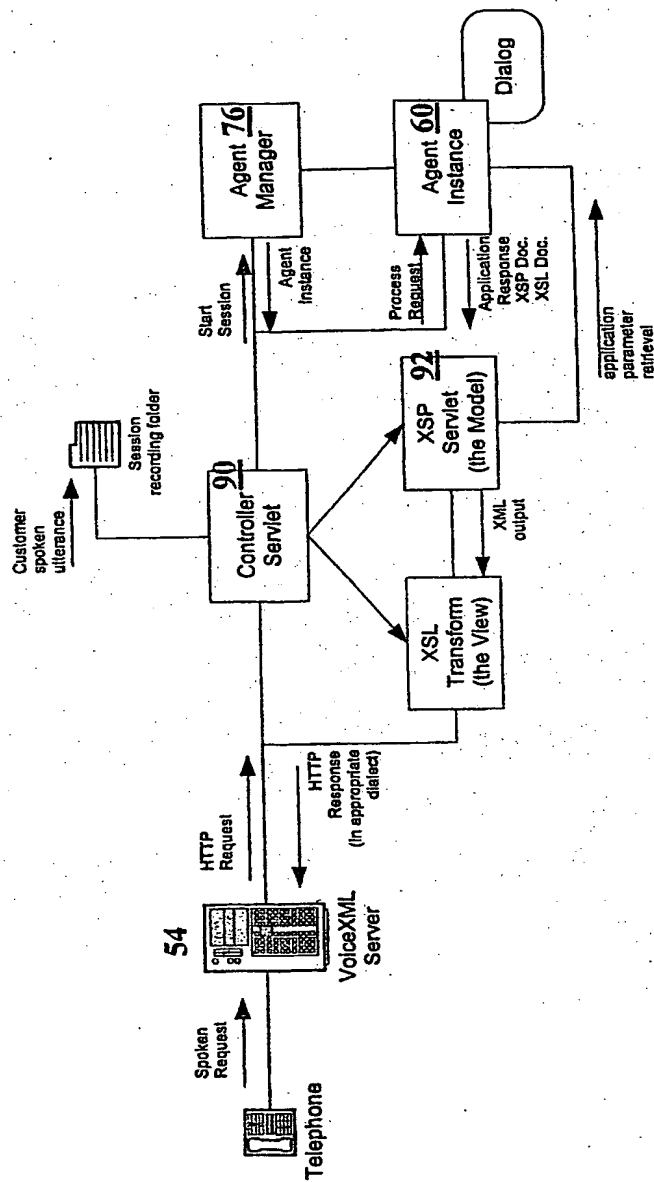 Telephone
Spoken
Request
54
VoiceXML
Server
HTTP
Request
HTTP
Response
(in appropriate
dialect)
Customer
spoken
utterance
Session
recording folder
90
Controller
Servlet
XSL
Transform
(the View)
XML
output
92
XSP
Servlet
(the Model)
Start
Session
Agent
Instance
Agent 76
Manager
Process
Request
Application
Response
XSP Doc.
XSL Doc.
Agent 60
Instance
Dialog
application
parameter
retrievel